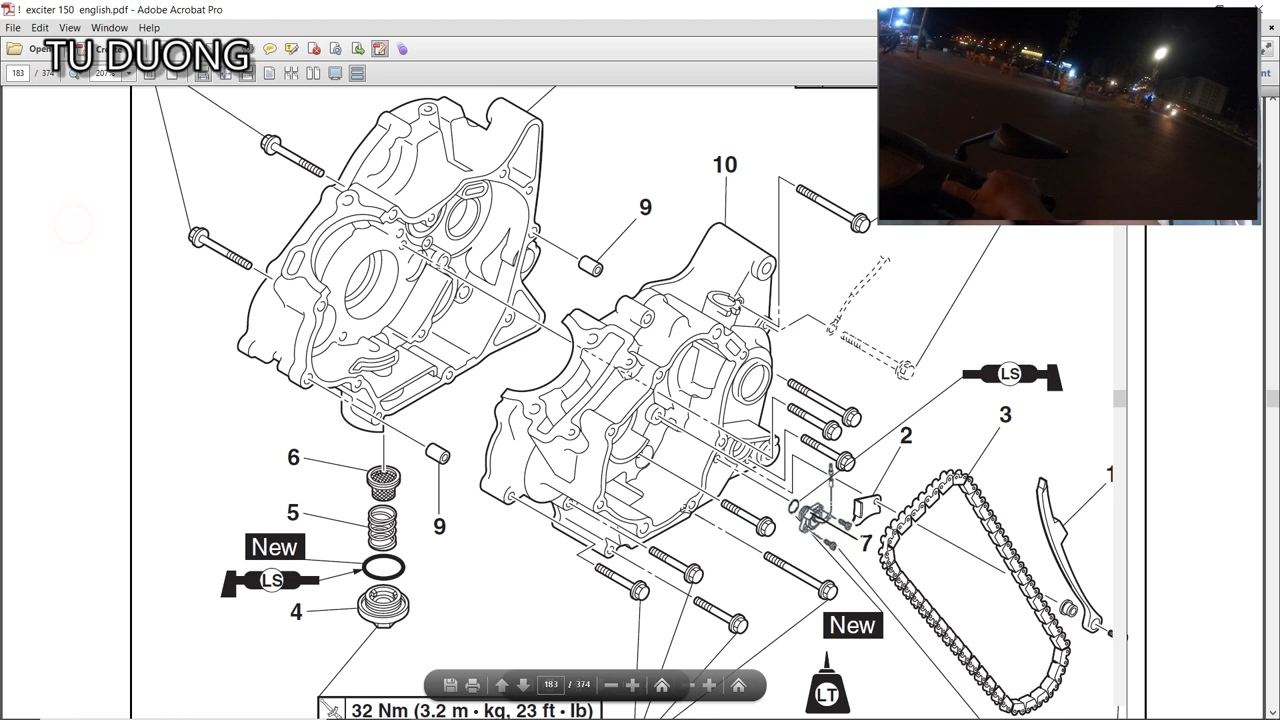 ! exciter 150 english.pdf - Adobe Acrobat Pro
File Edit View Window Help
Open
TU DUONG
183 / 374
207%
10
9
LS
3
2
6
9
5
New
7
LS
4
New
183 / 374
LT
32 Nm (3.2 m • kg, 23 ft • lb)